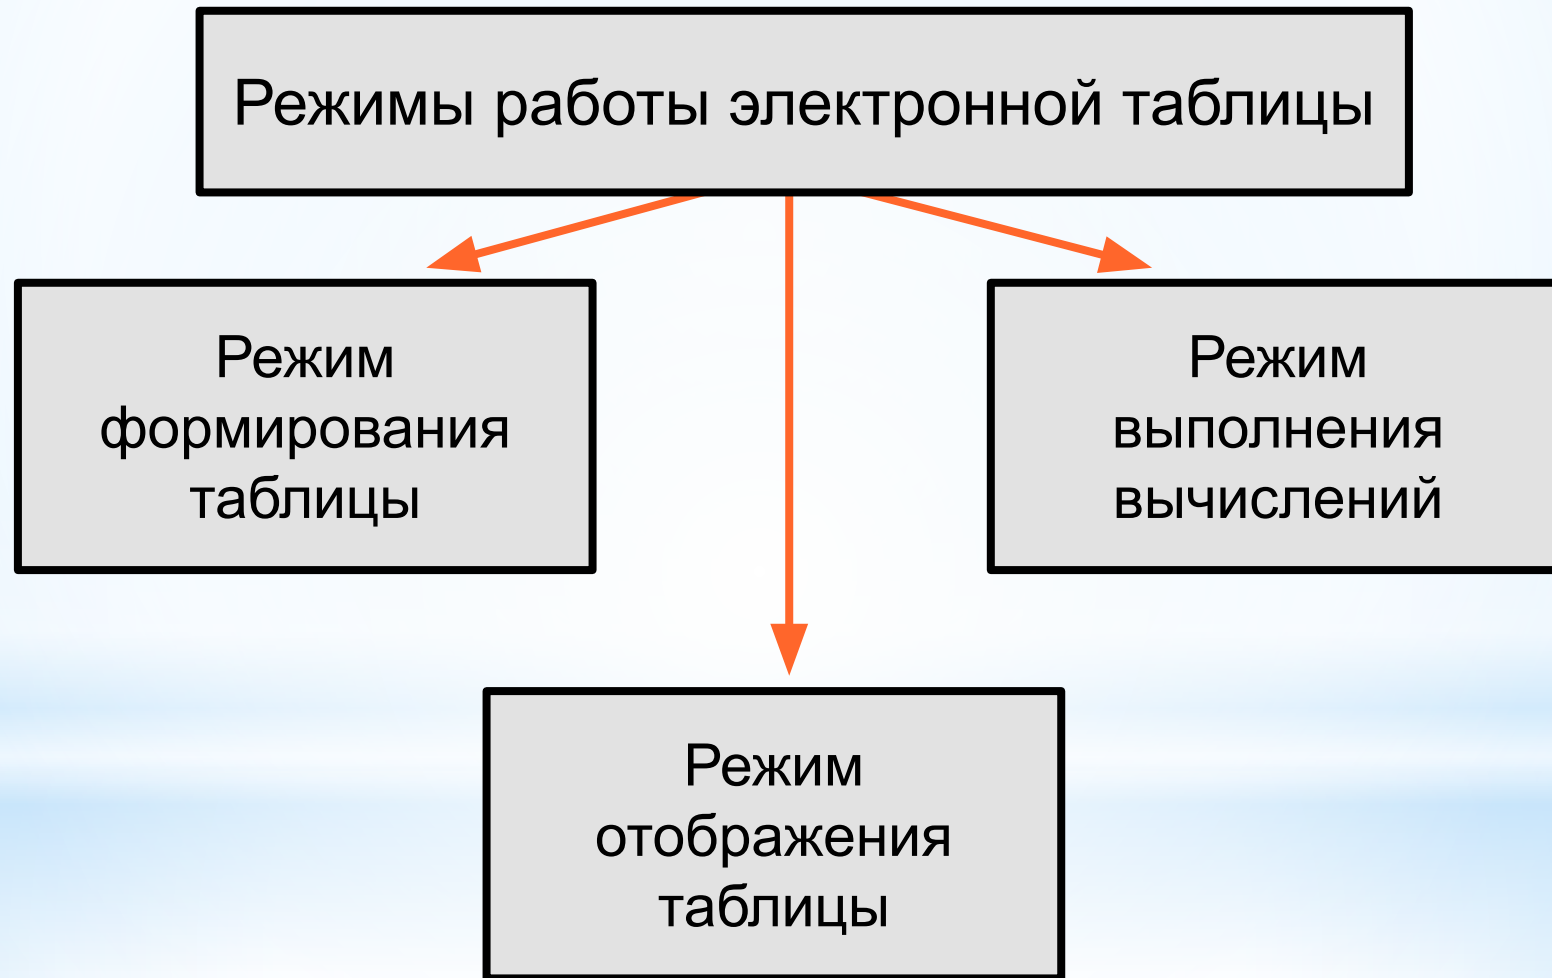 Режимы работы электронной таблицы
Режим
формирования
таблицы
Режим
выполнения
вычислений
Режим
отображения
таблицы